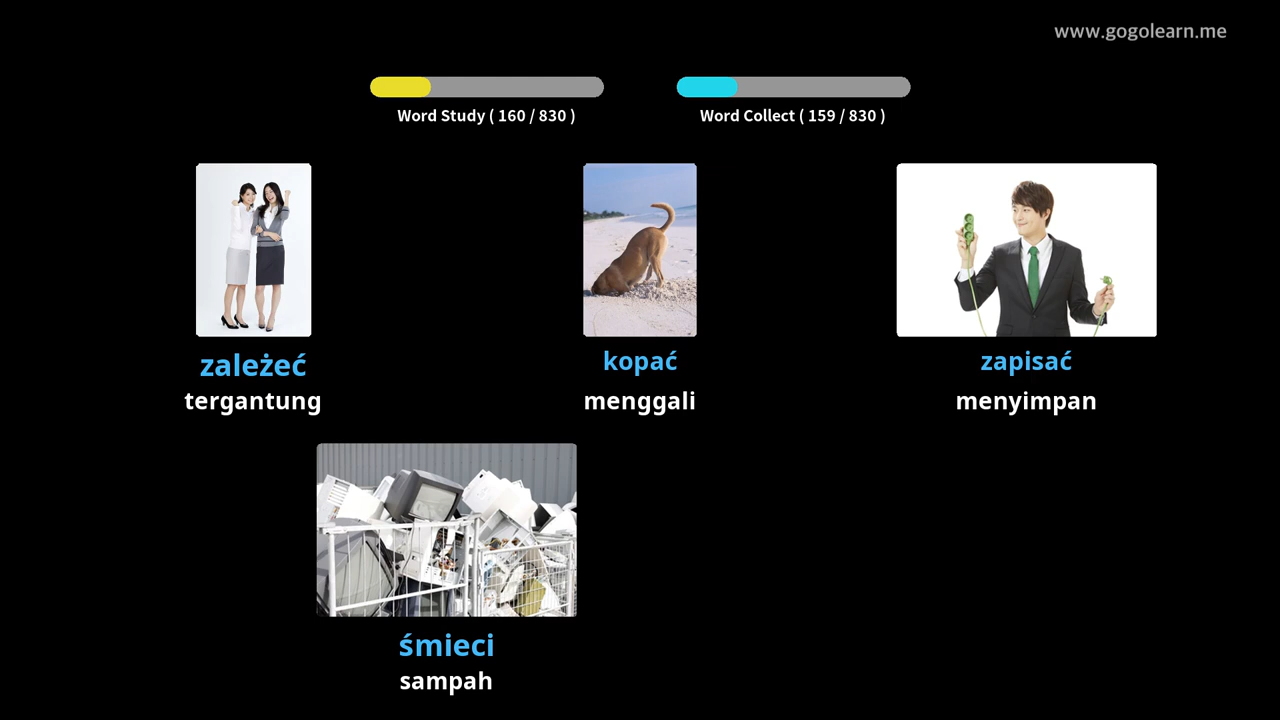 www.gogolearn.me
Word Study ( 160 / 830 )
Word Collect ( 159 / 830 )
zależeć
tergantung
kopać
menggali
zapisać
menyimpan
śmieci
sampah